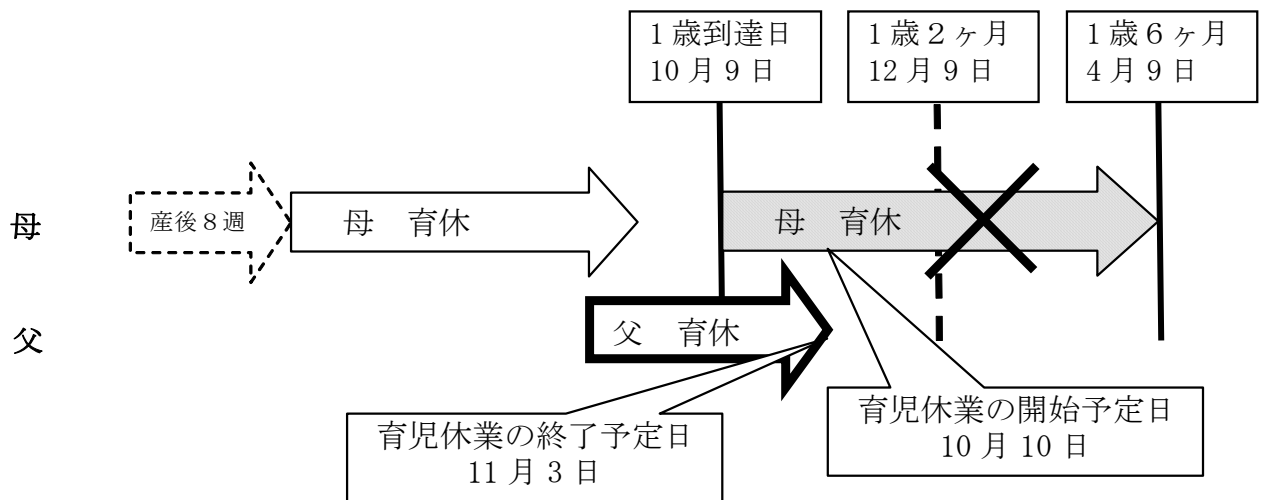 1歳到達日
10月9日
1歳2ヶ月
12月9日
1歳6ヶ月
4月9日
母
産後8週
母 育休
母 育休
父
父 育休
育児休業の終了予定日
11月3日
育児休業の開始予定日
10月10日